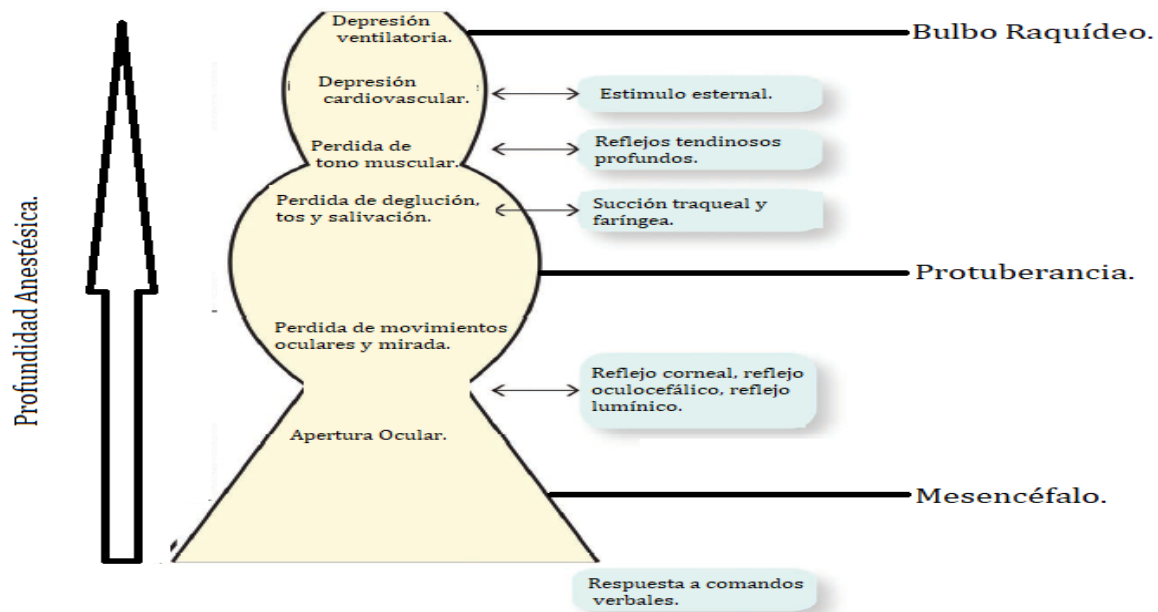 Depresión
ventilatoria.
Bulbo Raquídeo.
Depresión
cardiovascular.
Estimulo esternal.
Perdida de
tono muscular.
Reflejos tendinosos
profundos.
Perdida de deglución,
tos y salivación.
Succión traqueal y
faríngea.
Profundidad Anestésica.
Protuberancia.
Perdida de movimientos
oculares y mirada.
Reflejo corneal, reflejo
oculocefálico, reflejo
lumínico.
Apertura Ocular.
Mesencéfalo.
Respuesta a comandos
verbales.